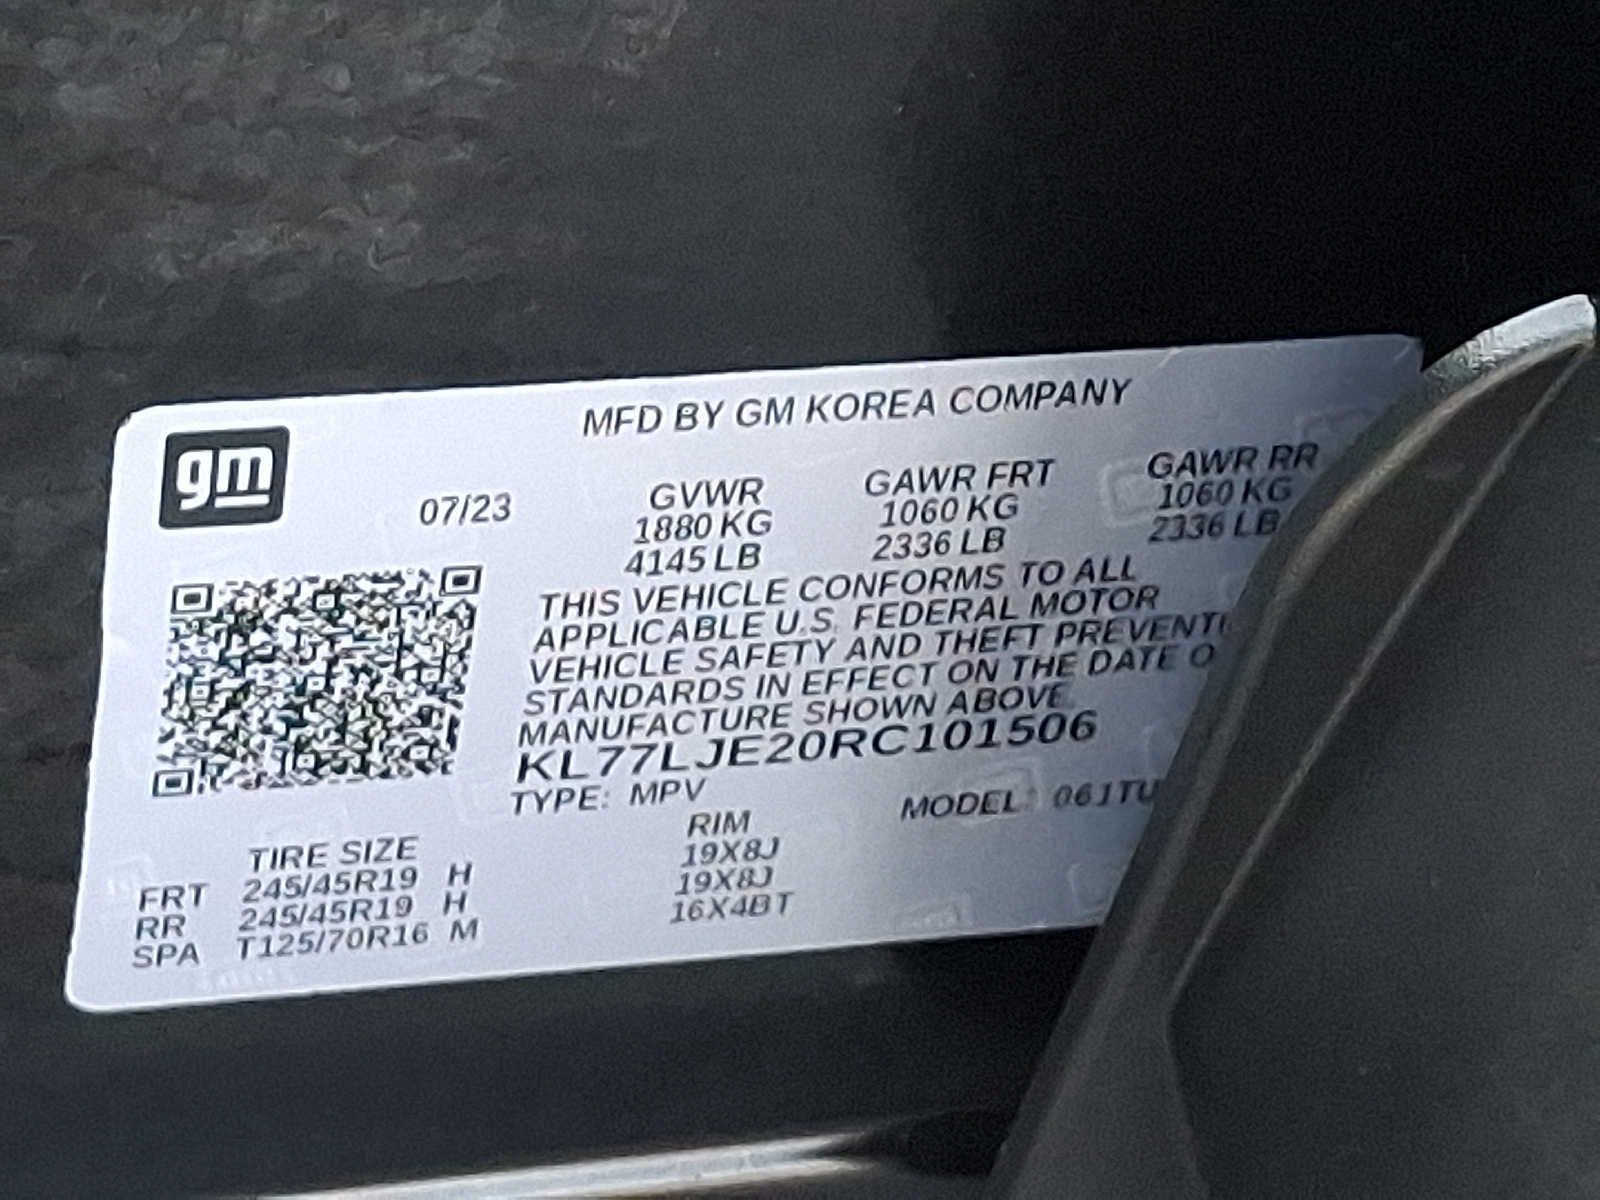 gm
MFD BY GM KOREA COMPANY
07/23
GVWR GAWR FRT GAWR RR
1880 KG 1060 KG 1060 KG
4145 LB 2336 LB 2336 LB
THIS VEHICLE CONFORMS TO ALL
APPLICABLE U.S. FEDERAL MOTOR
VEHICLE SAFETY AND THEFT
STANDARDS IN EFFECT ON THE DATE
MANUFACTURE SHOWN ABOVE
KL77LJE20RC101506
TYPE: MPV MODEL:
TIRE SIZE RIM
FRT 245/45R19 H 19X8J
RR 245/45R19 H 19X8J
SPA T125/70R16 M 16X4BT